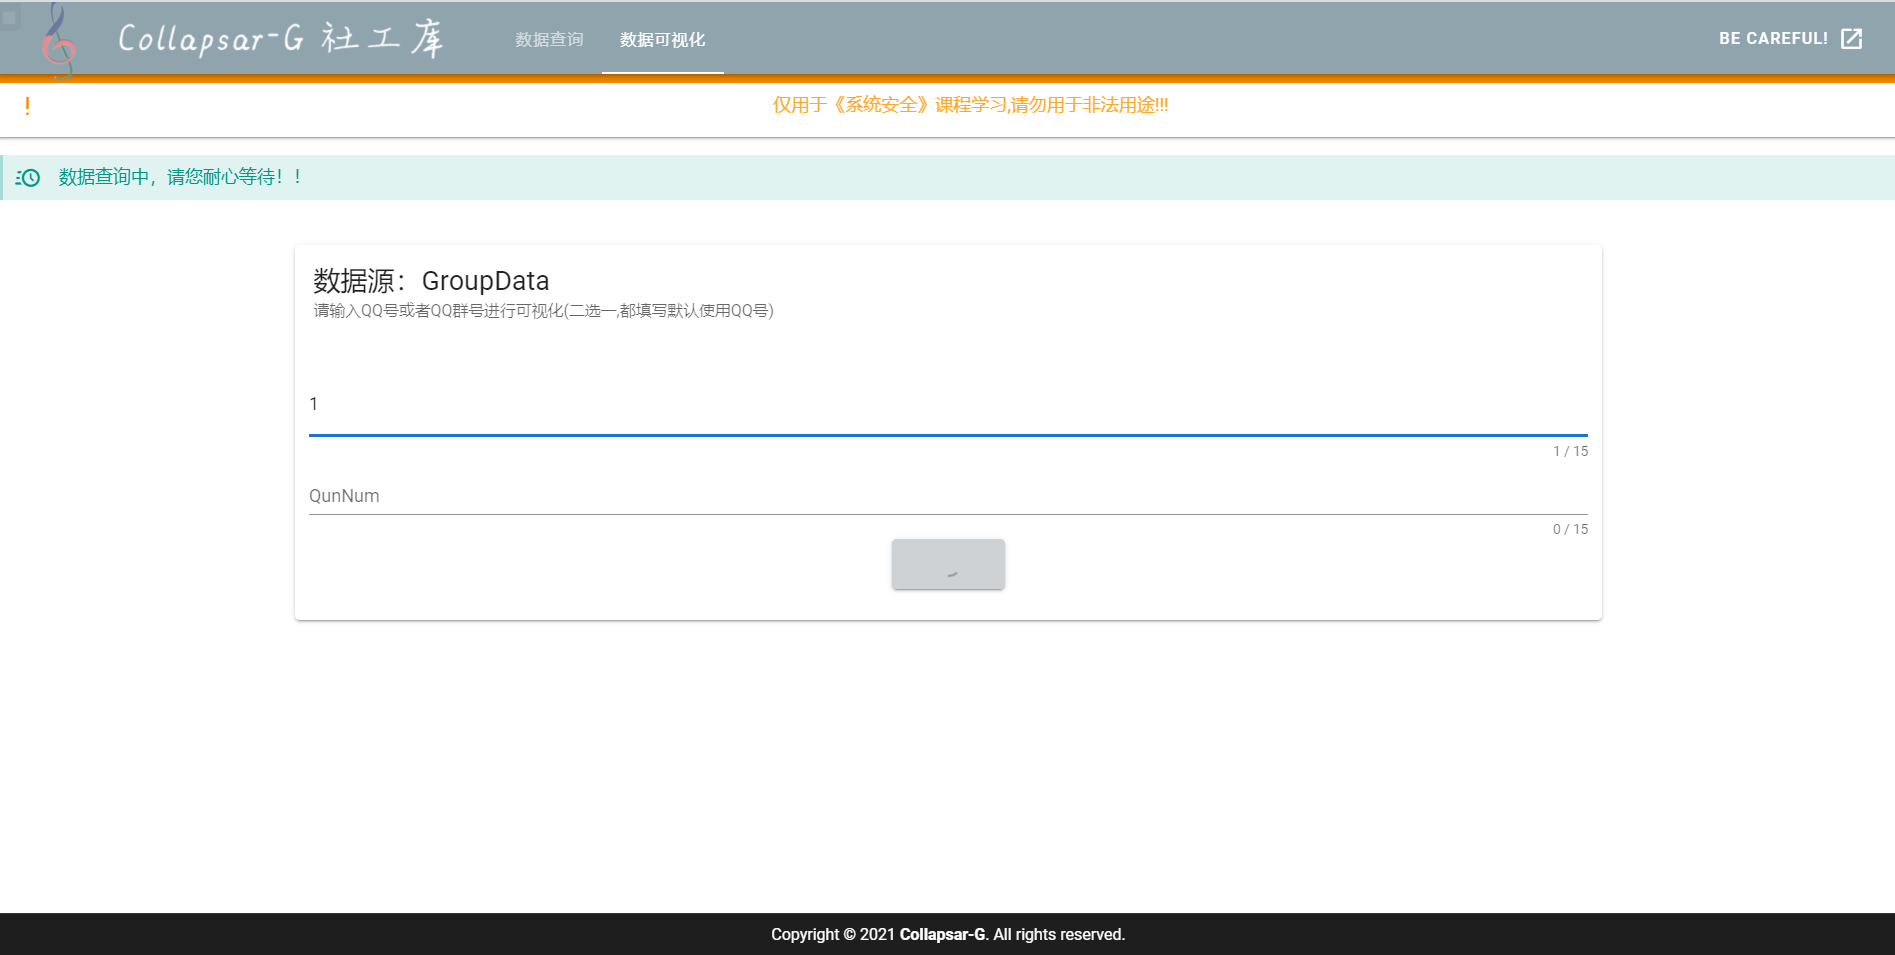 Collapsar-G 社工库
数据查询
数据可视化
BE CAREFUL!
!
仅用于《系统安全》课程学习,请勿用于非法用途!!!
数据查询中，请您耐心等待！！
数据源：GroupData
请输入QQ号或者QQ群号进行可视化(二选一,都填写默认使用QQ号)
1
1 / 15
QunNum
0 / 15
Copyright © 2021 Collapsar-G. All rights reserved.